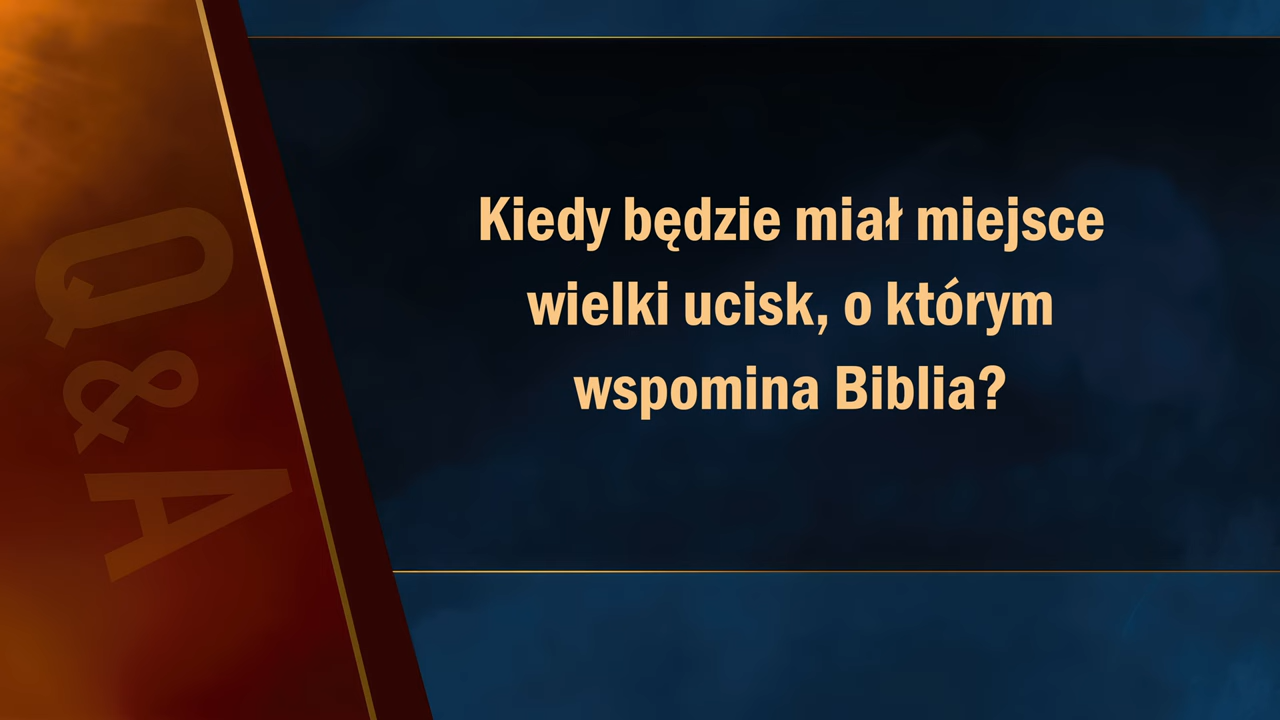 Q & A
Kiedy będzie miał miejsce
wielki ucisk, o którym
wspomina Biblia?